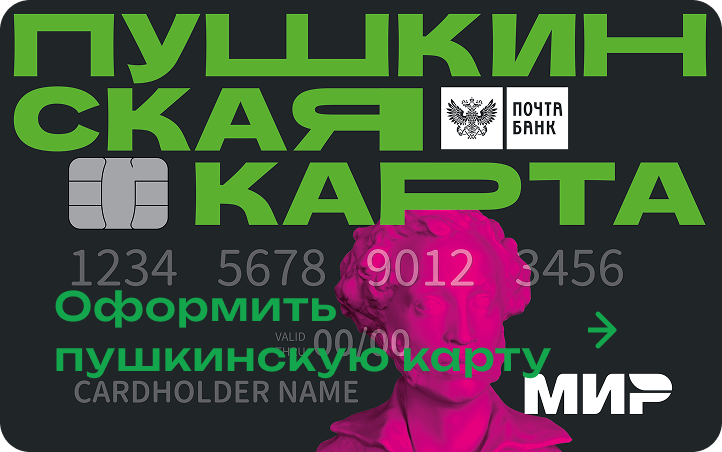 ПУШКИН
СКАЯ
ПОЧТА
БАНК
КАРТА
1234 5678 9012 3456
Оформить
VALID
THRU
00/00
пушкинскую карту
CARDHOLDER NAME
МИР